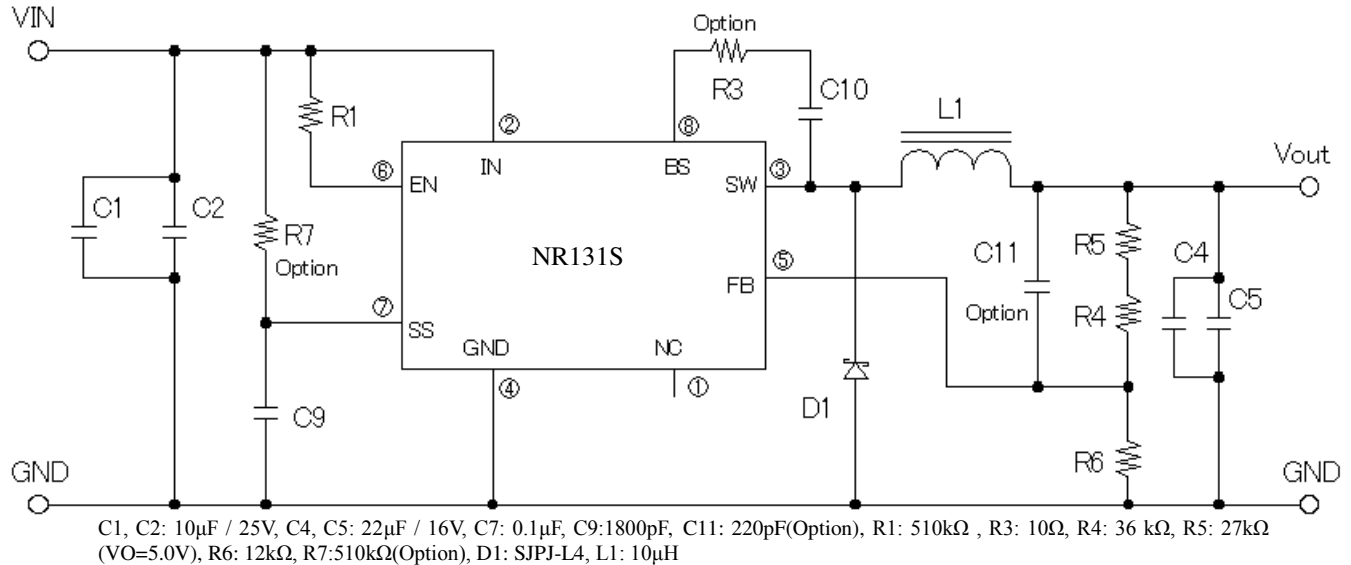 VIN
Option
R3
C10
R1
②
⑧
L1
Vout
⑥
EN
IN
BS
SW
③
C1
C2
R7
Option
NR131S
⑤
FB
C11
Option
R5
R4
C4
C5
⑦
SS
GND
NC
④
①
D1
C9
R6
GND
GND
C1, C2: 10μF / 25V, C4, C5: 22μF / 16V, C7: 0.1μF, C9:1800pF, C11: 220pF(Option), R1: 510kΩ , R3: 10Ω, R4: 36 kΩ, R5: 27kΩ
(VO=5.0V), R6: 12kΩ, R7:510kΩ(Option), D1: SJPJ-L4, L1: 10μH